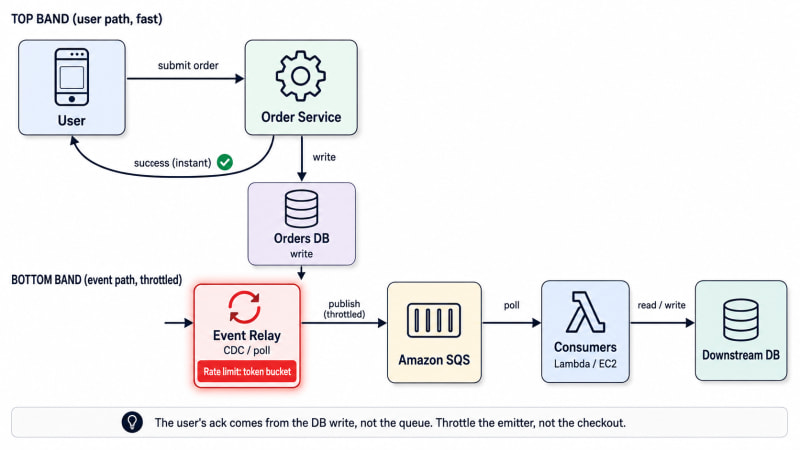 TOP BAND (user path, fast)
User
submit order
Order Service
success (instant)
write
Orders DB
write
BOTTOM BAND (event path, throttled)
Event Relay
CDC / poll
Rate limit: token bucket
publish
(throttled)
Amazon SQS
poll
Consumers
Lambda / EC2
read / write
Downstream DB
The user's ack comes from the DB write, not the queue. Throttle the emitter, not the checkout.